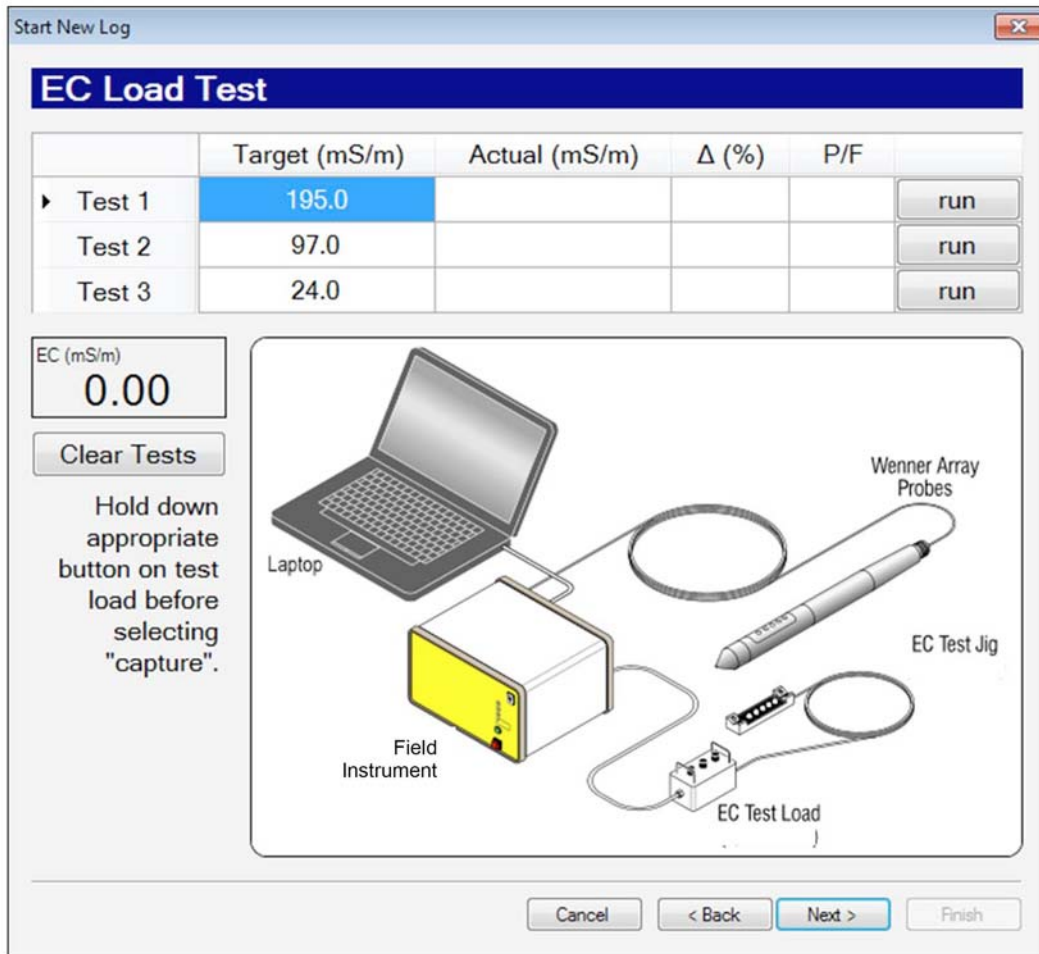 Start New Log
EC Load Test
Target (mS/m) Actual (mS/m) Δ (%) P/F
Test 1 195.0 run
Test 2 97.0 run
Test 3 24.0 run
EC (mS/m)
0.00
Clear Tests
Hold down
appropriate
button on test
load before
selecting
"capture".
Laptop
Wenner Array
Probes
EC Test Jig
Field
Instrument
EC Test Load
)
Cancel < Back Next > Finish